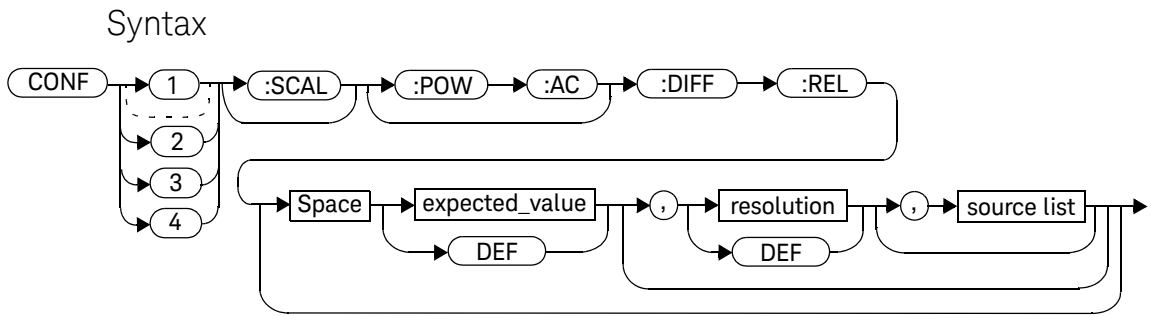 Syntax
CONF 1 :SCAL :POW :AC :DIFF :REL
2
3
4
Space expected_value , resolution , source list
DEF DEF